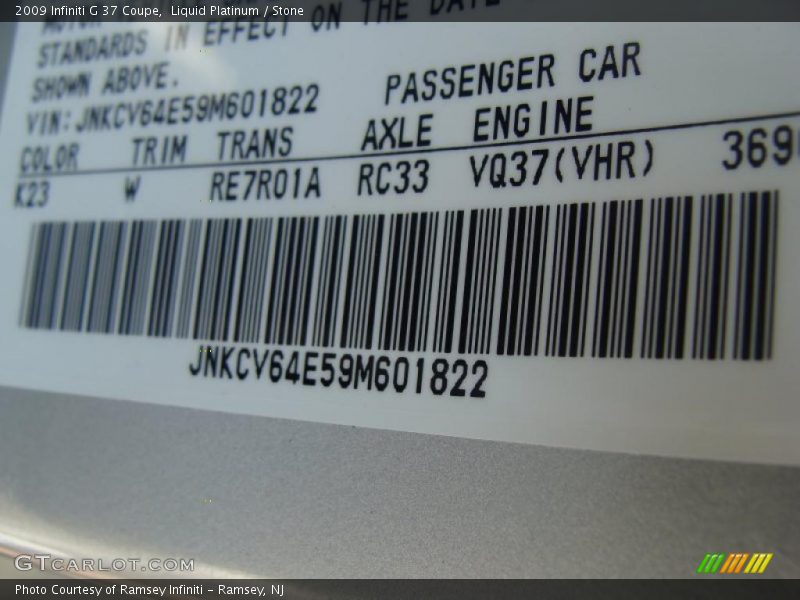 2009 Infiniti G 37 Coupe, Liquid Platinum / Stone
STANDARDS IN EFFECT ON THE DATE
SHOWN ABOVE.
VIN: JNKCV64E59M601822 PASSENGER CAR
COLOR TRIM TRANS AXLE ENGINE
K23 W RE7R01A RC33 VQ37(VHR) 369
JNKCV64E59M601822
GTCARLOT.COM
Photo Courtesy of Ramsey Infiniti - Ramsey, NJ